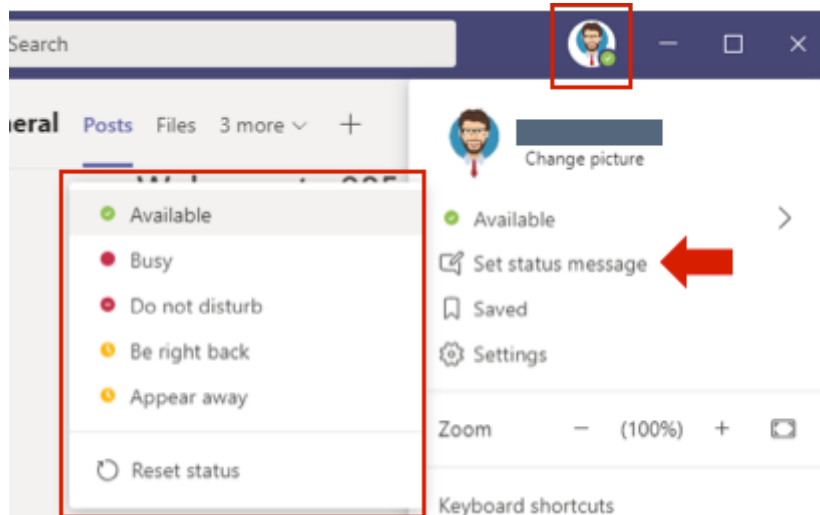 Search
eral Posts Files 3 more +
Change picture
Available
Busy
Do not disturb
Be right back
Appear away
Reset status
Available
Set status message
Saved
Settings
Zoom − (100%) +
Keyboard shortcuts